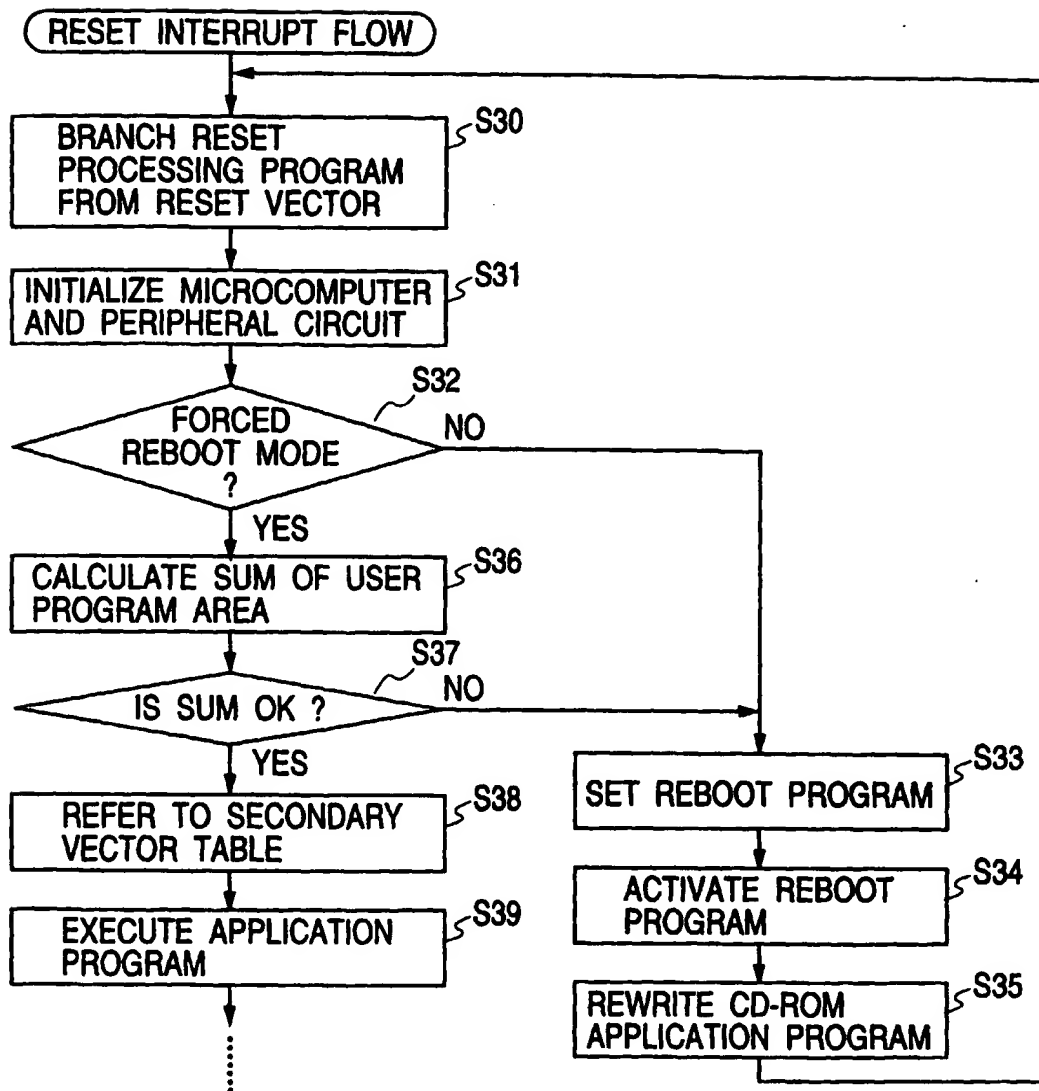 RESET INTERRUPT FLOW
S30
BRANCH RESET
PROCESSING PROGRAM
FROM RESET VECTOR
S31
INITIALIZE MICROCOMPUTER
AND PERIPHERAL CIRCUIT
S32
FORCED
REBOOT MODE
?
NO
YES
S36
CALCULATE SUM OF USER
PROGRAM AREA
S37
IS SUM OK ?
NO
YES
S38
REFER TO SECONDARY
VECTOR TABLE
S39
EXECUTE APPLICATION
PROGRAM
S33
SET REBOOT PROGRAM
S34
ACTIVATE REBOOT
PROGRAM
S35
REWRITE CD-ROM
APPLICATION PROGRAM